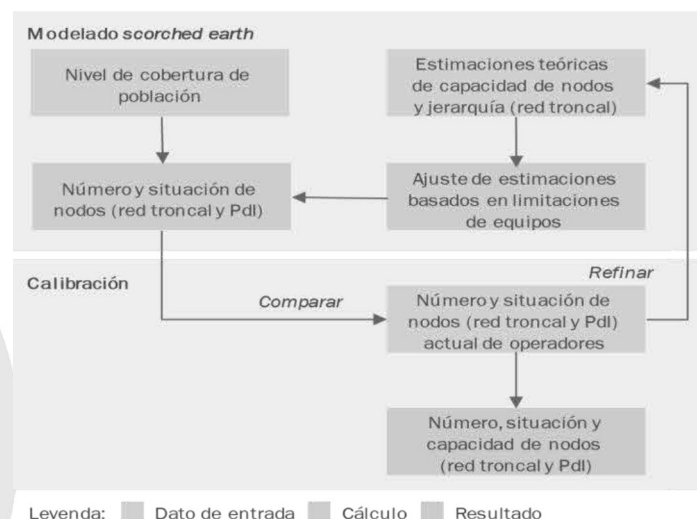 Modelado scorched earth
Nivel de cobertura de
población
Estimaciones teóricas
de capacidad de nodos
y jerarquía (red troncal)
Número y situación de
nodos (red troncal y PdI)
Ajuste de estimaciones
basados en limitaciones
de equipos
Calibración
Comparar
Refinar
Número y situación de
nodos (red troncal y PdI)
actual de operadores
Número, situación y
capacidad de nodos
(red troncal y PdI)
Leyenda: Dato de entrada Cálculo Resultado